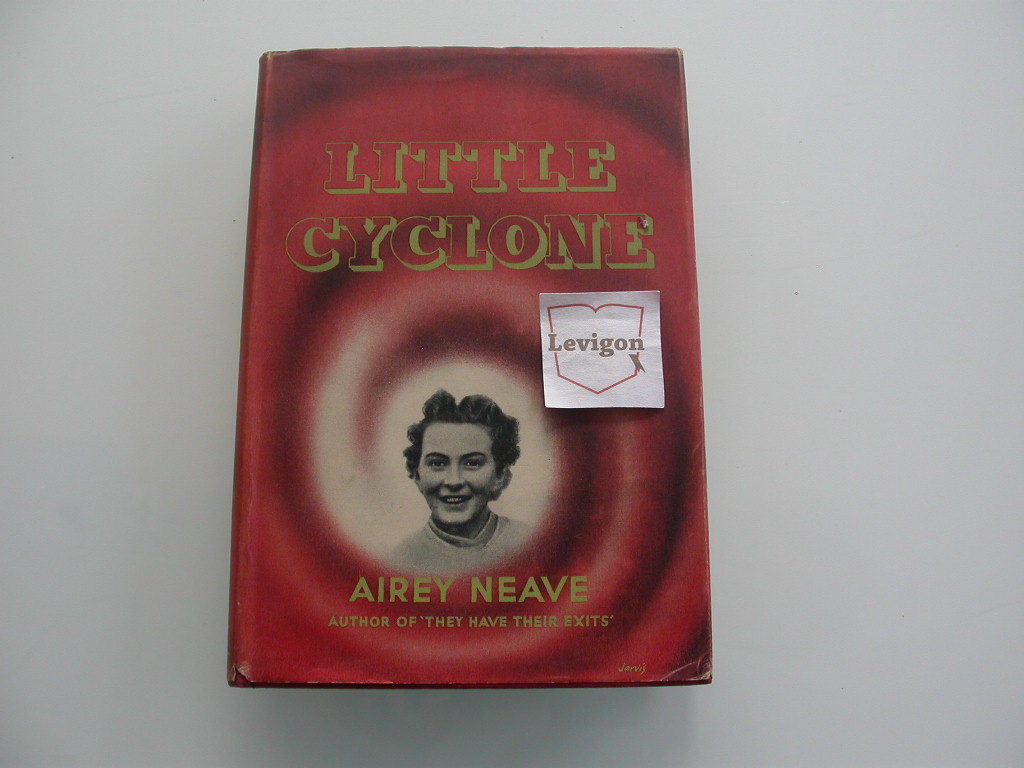 LITTLE
CYCLONE
Levigon
AIREY NEAVE
AUTHOR OF 'THEY HAVE THEIR EXITS'
Jarvis